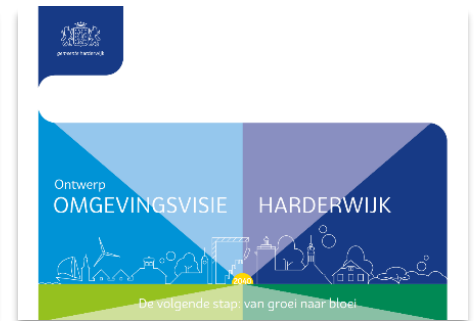 gemeente harderwijk
Ontwerp
OMGEVINGSVISIE HARDERWIJK
2040
De volgende stap: van groei naar bloei